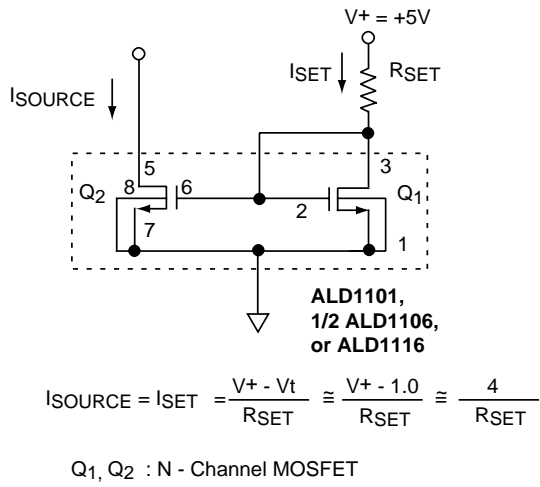 V+ = +5V
ISET
RSET
ISOURCE
5
3
8
6
Q2
Q1
2
7
1
ALD1101,
1/2 ALD1106,
or ALD1116
ISOURCE = ISET = V+ - Vt / RSET ≅ V+ - 1.0 / RSET ≅ 4 / RSET
Q1, Q2 : N - Channel MOSFET